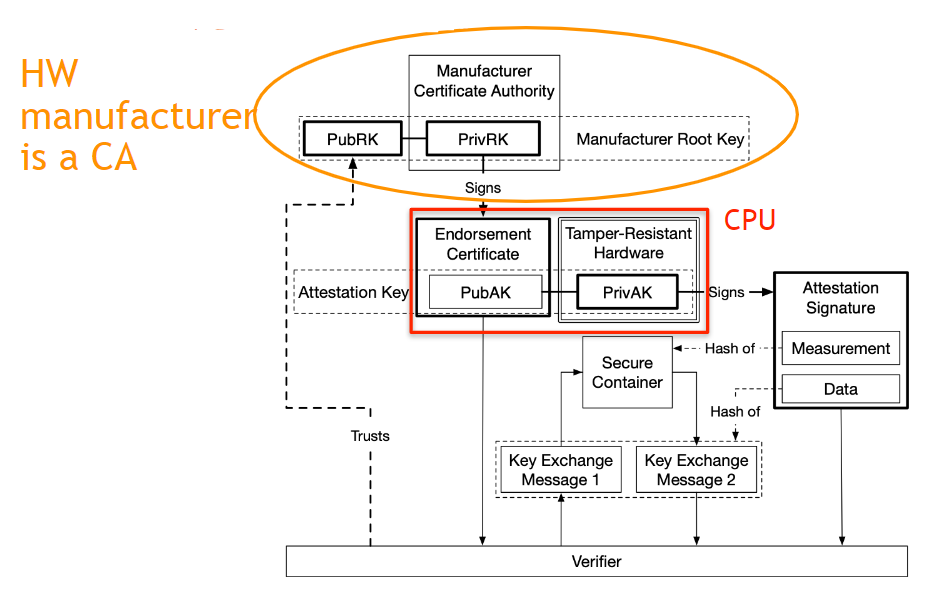 HW
manufacturer
is a CA
Manufacturer
Certificate Authority
PubRK
PrivRK
Manufacturer Root Key
Signs
CPU
Endorsement
Certificate
Tamper-Resistant
Hardware
Attestation Key
PubAK
PrivAK
Signs
Attestation
Signature
Measurement
Data
Hash of
Secure
Container
Hash of
Trusts
Key Exchange
Message 1
Key Exchange
Message 2
Verifier